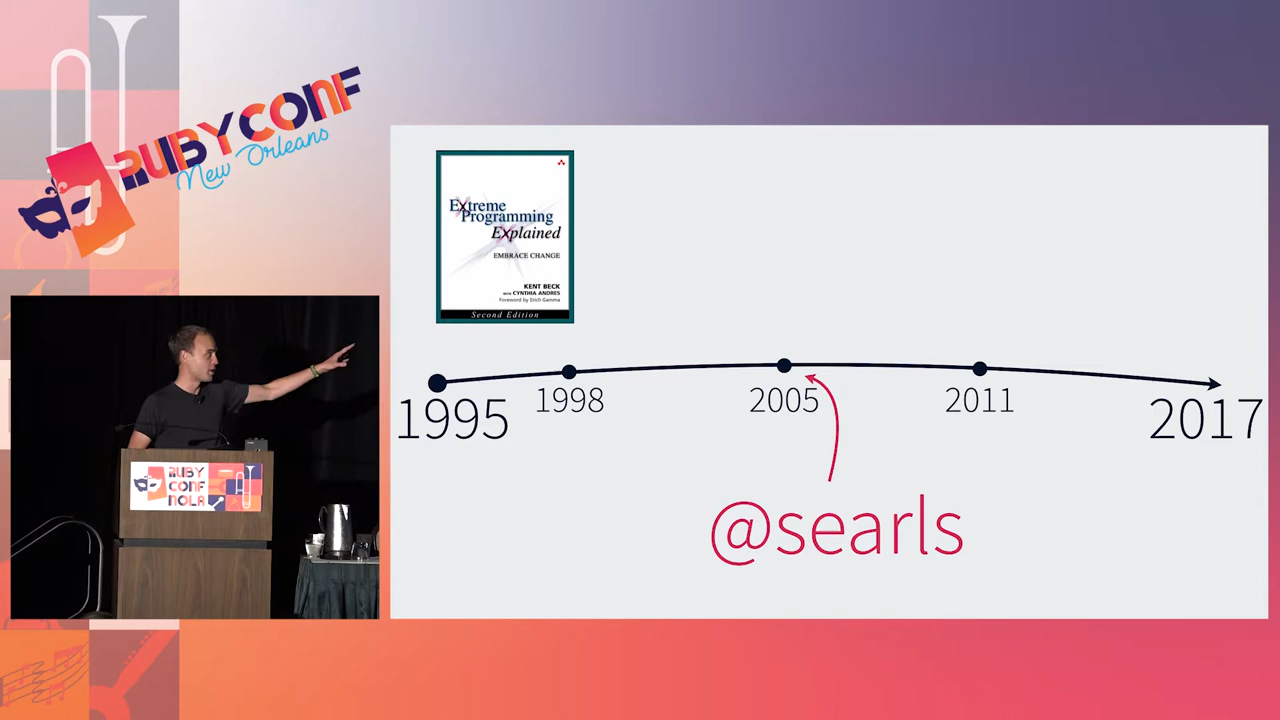 RUBYCONF
New Orleans
Extreme
Programming
Explained
EMBRACE CHANGE
KENT BECK
WITH CYNTHIA ANDRES
Foreword by Erich Gamma
Second Edition
1995
1998
2005
2011
2017
@searls
RUBY
CONF
NOLA